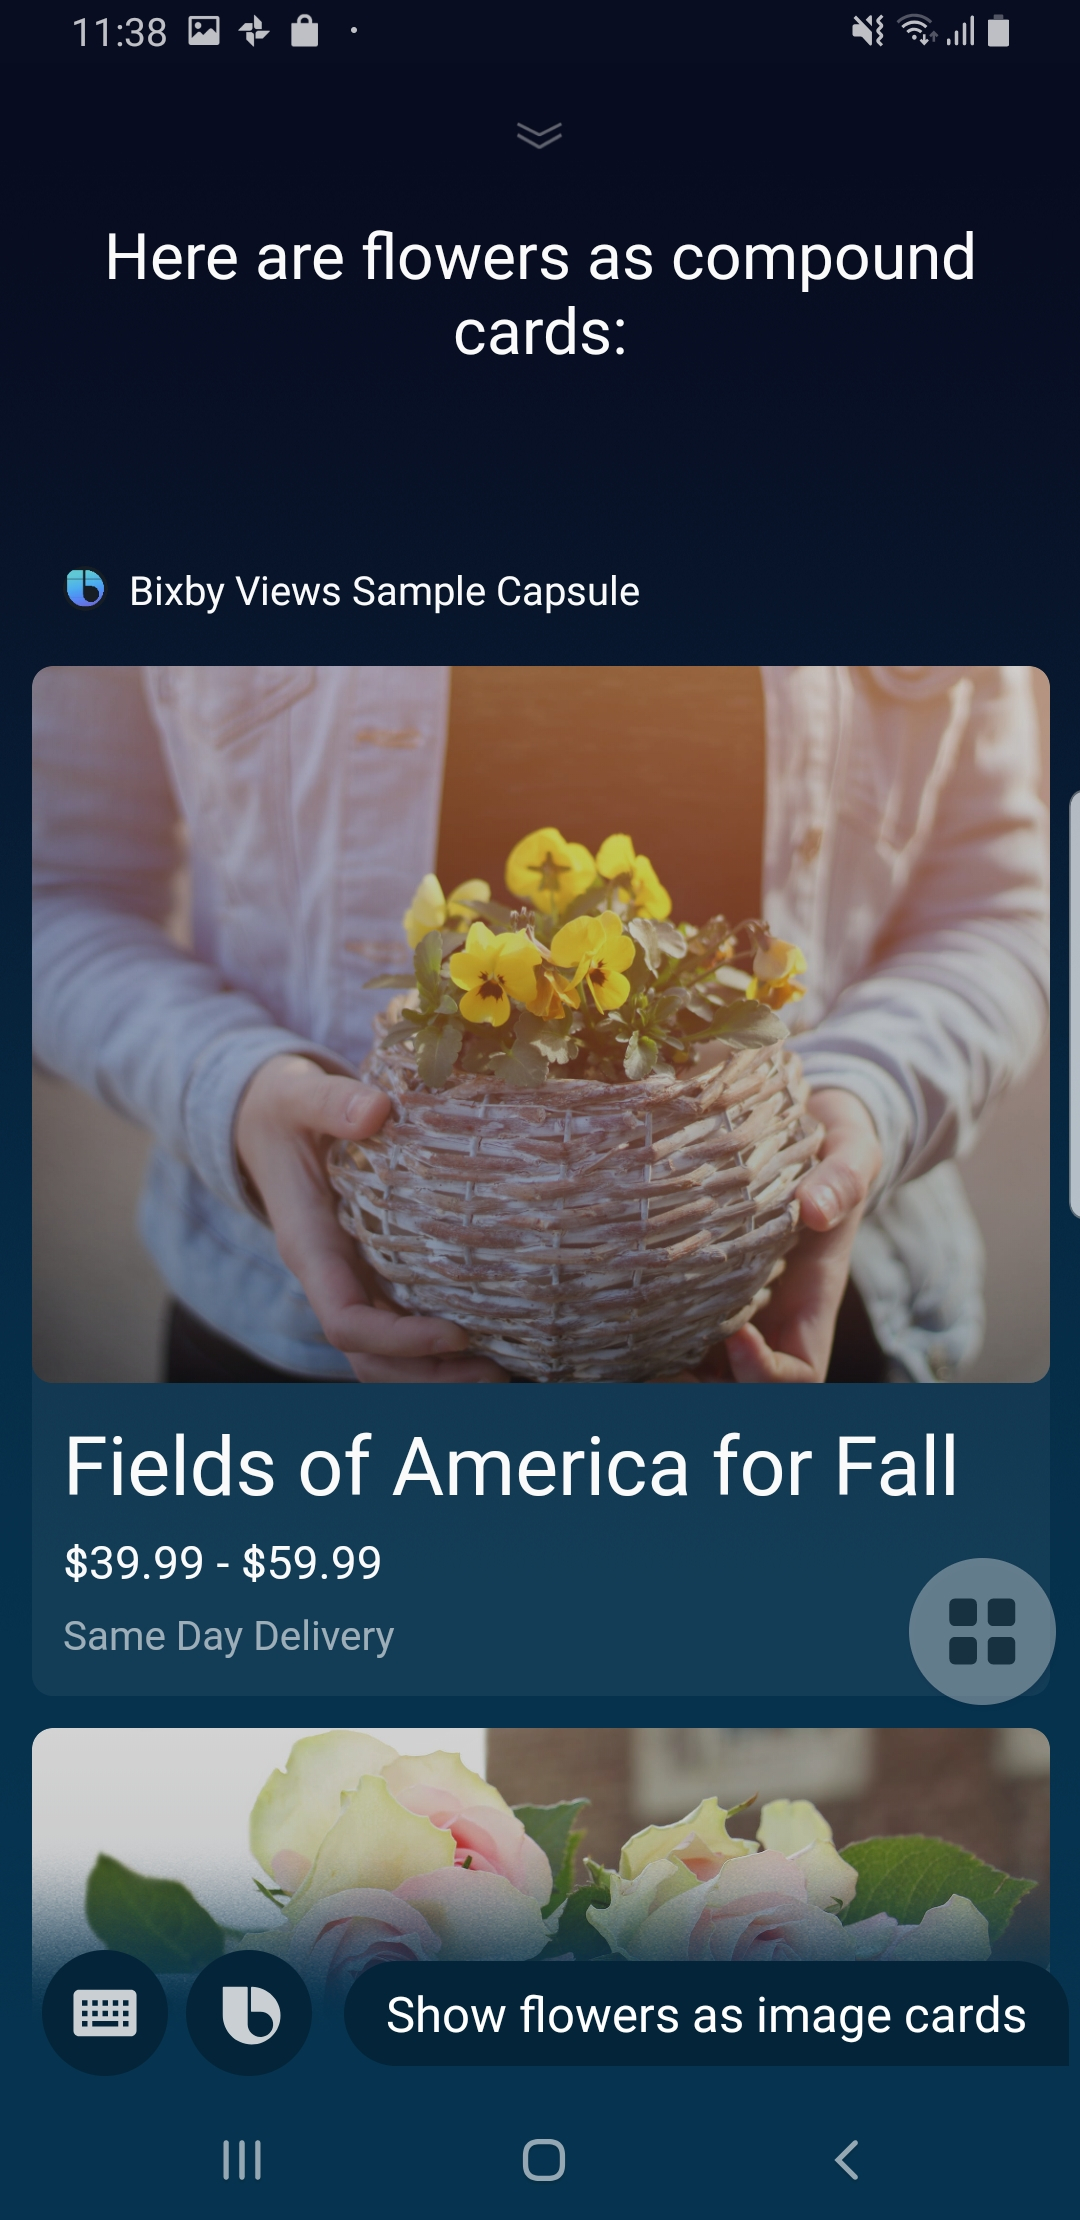 11:38
Here are flowers as compound
cards:
Bixby Views Sample Capsule
Fields of America for Fall
$39.99 - $59.99
Same Day Delivery
Show flowers as image cards